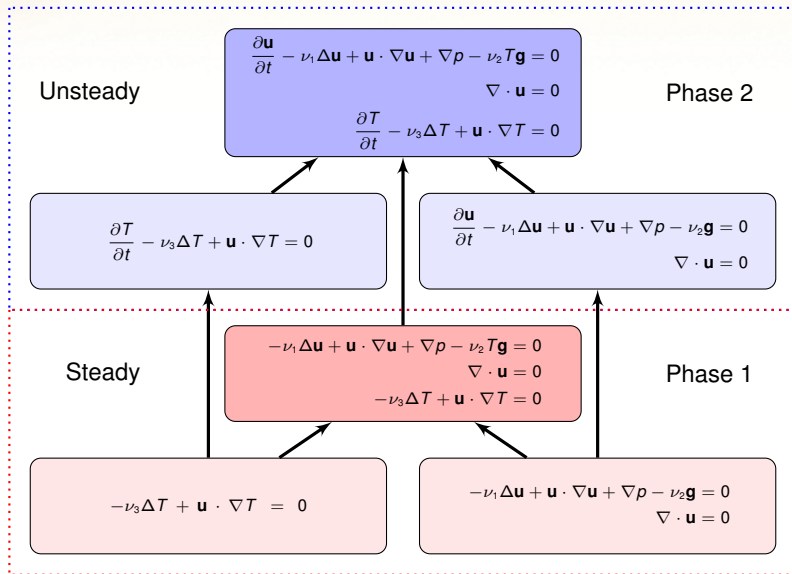 ∂u/∂t − ν₁Δu + u · ∇u + ∇p − ν₂Tg = 0
Unsteady
∇ · u = 0
Phase 2
∂T/∂t − ν₃ΔT + u · ∇T = 0
∂T/∂t − ν₃ΔT + u · ∇T = 0
∂u/∂t − ν₁Δu + u · ∇u + ∇p − ν₂g = 0
∇ · u = 0
−ν₁Δu + u · ∇u + ∇p − ν₂Tg = 0
Steady
∇ · u = 0
Phase 1
−ν₃ΔT + u · ∇T = 0
−ν₃ΔT + u · ∇T = 0
−ν₁Δu + u · ∇u + ∇p − ν₂g = 0
∇ · u = 0